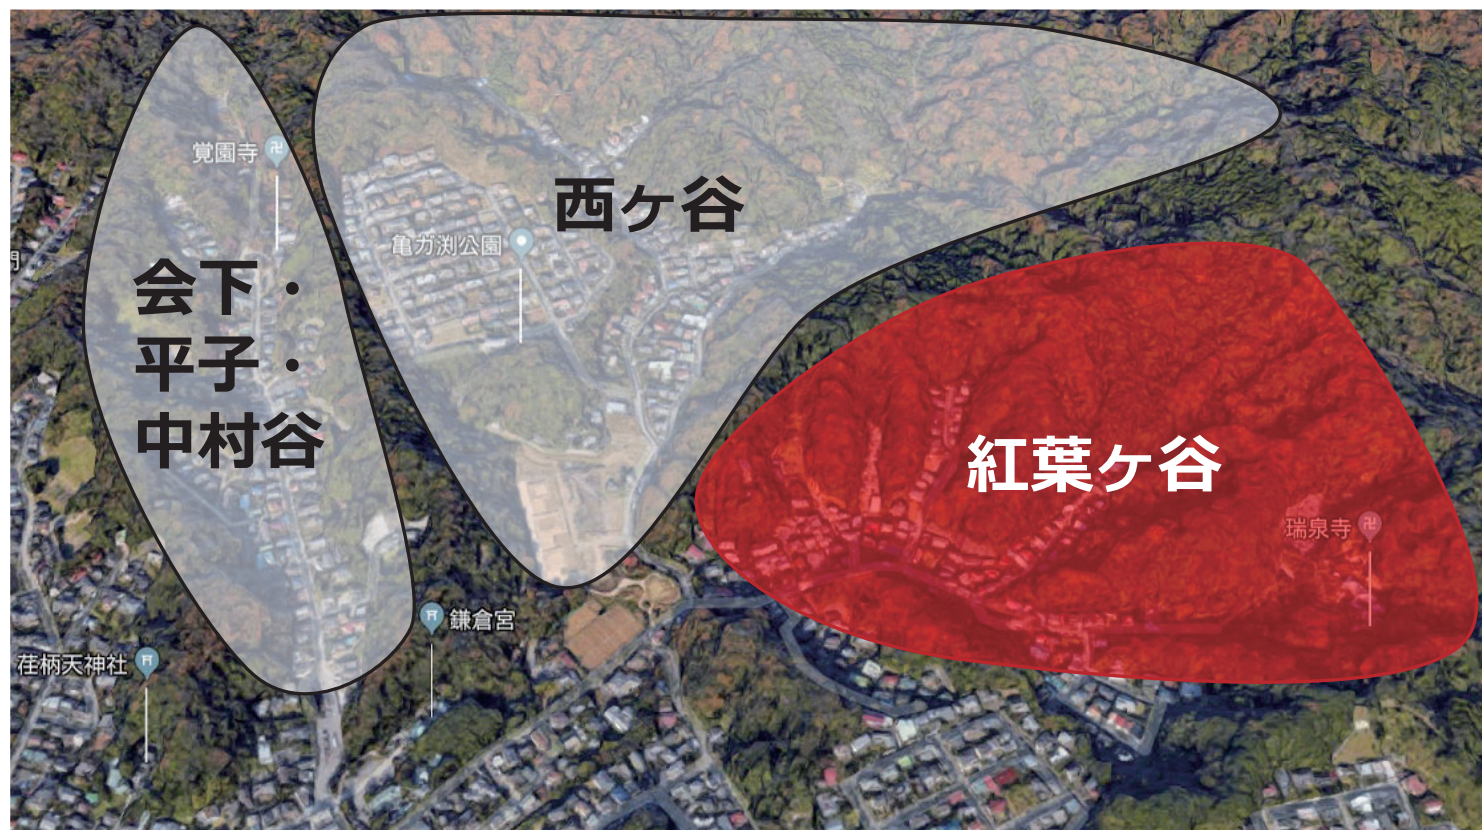 覚園寺
西ヶ谷
亀ガ渕公園
会下・
平子・
中村谷
紅葉ヶ谷
瑞泉寺
鎌倉宮
荏柄天神社